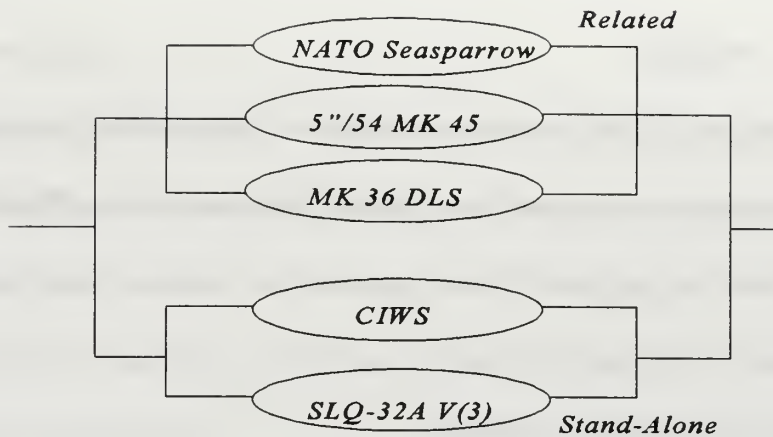 Related
NATO Seasparrow
5"/54 MK 45
MK 36 DLS
CIWS
SLQ-32A V(3)
Stand-Alone